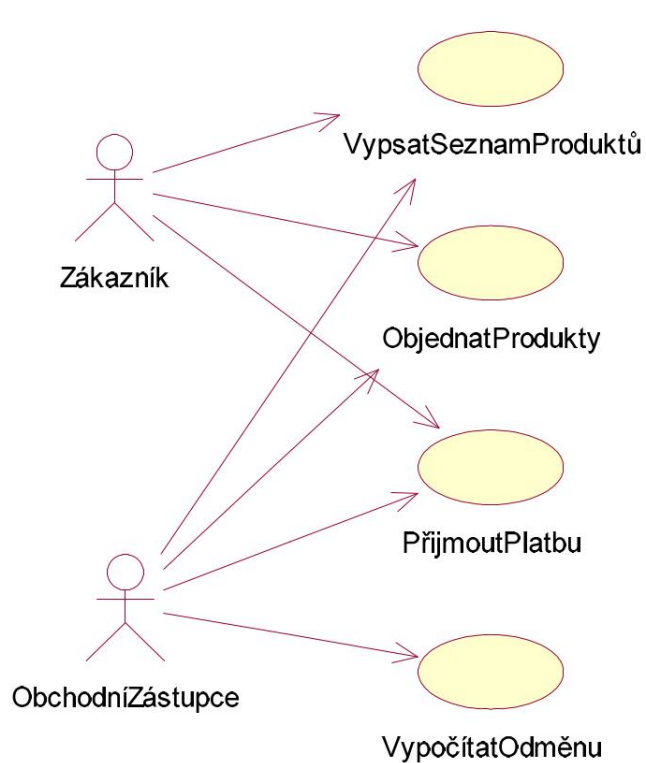 VypsatSeznamProduktů
Zákazník
ObjednatProdukty
PřijmoutPlatbu
ObchodníZástupce
VypočítatOdměnu